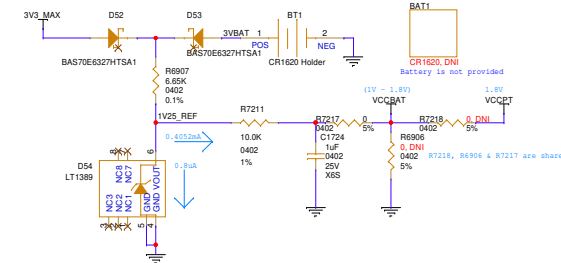 3V3_MAX
D52
D53
BT1
BAT1
3VBAT
1
2
POS
NEG
BAS70E6327HTSA1
BAS70E6327HTSA1
CR1620 Holder
CR1620, DNI
Battery is not provided
R6907
6.65K
0402
0.1%
(1V - 1.8V)
VCCBAT
1.8V
VCCPT
1V25_REF
R7211
10.0K
0402
1%
R7217
0
0402
5%
R7218
0, DNI
0402
5%
0.4052mA
C1724
1uF
0402
25V
X6S
R6906
0, DNI
0402
5%
R7218, R6906 & R7217 are share
D54
LT1389
8
7
6
NC8
NC7
VOUT
0.8uA
NC3
NC2
NC1
GND
GND
3
2
1
5
4